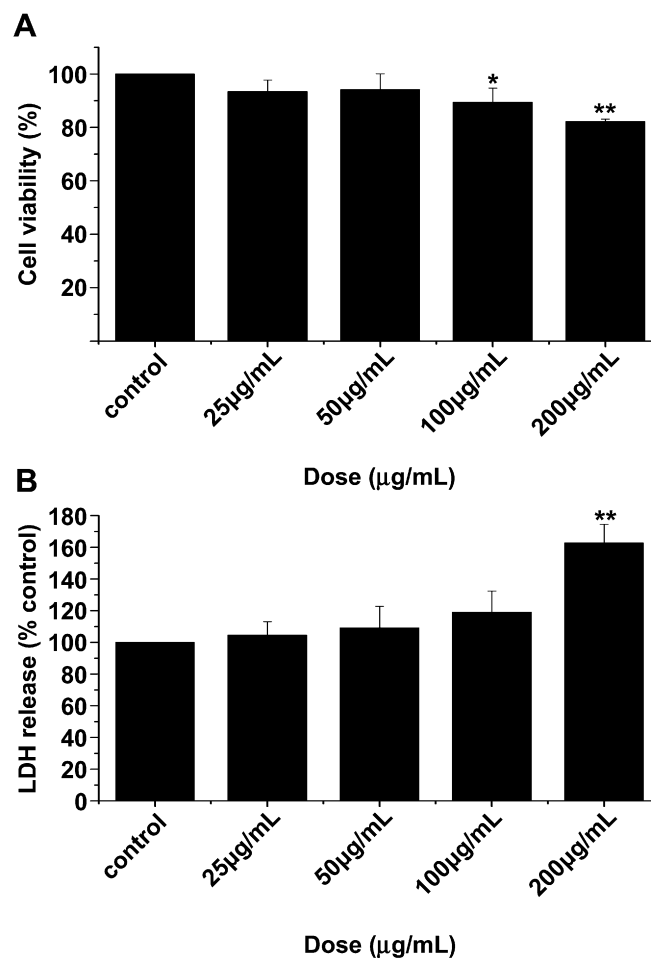 A
Cell viability (%)
100
80
60
40
20
*
**
control
25µg/mL
50µg/mL
100µg/mL
200µg/mL
Dose (µg/mL)
B
LDH release (% control)
180
160
140
120
100
80
60
40
20
0
**
control
25µg/mL
50µg/mL
100µg/mL
200µg/mL
Dose (µg/mL)